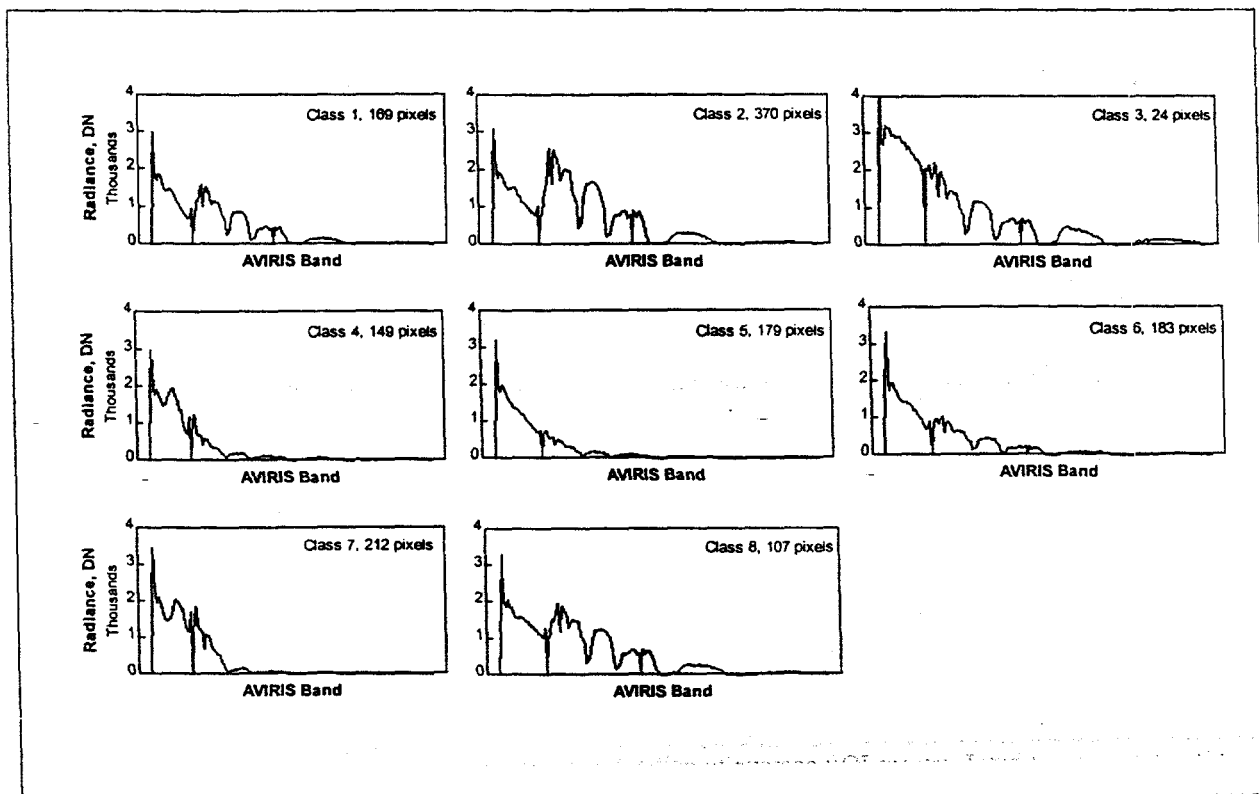 Class 1, 169 pixels
Class 2, 370 pixels
Class 3, 24 pixels
Radiance, DN
Thousands
4
3
2
1
0
4
3
2
1
0
4
3
2
1
0
AVIRIS Band
AVIRIS Band
AVIRIS Band
Class 4, 149 pixels
Class 5, 179 pixels
Class 6, 183 pixels
Radiance, DN
Thousands
4
3
2
1
0
4
3
2
1
0
4
3
2
1
0
AVIRIS Band
AVIRIS Band
AVIRIS Band
Class 7, 212 pixels
Class 8, 107 pixels
Radiance, DN
Thousands
4
3
2
1
0
4
3
2
1
0
AVIRIS Band
AVIRIS Band